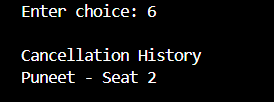 Enter choice: 6
Cancellation History
Puneet - Seat 2